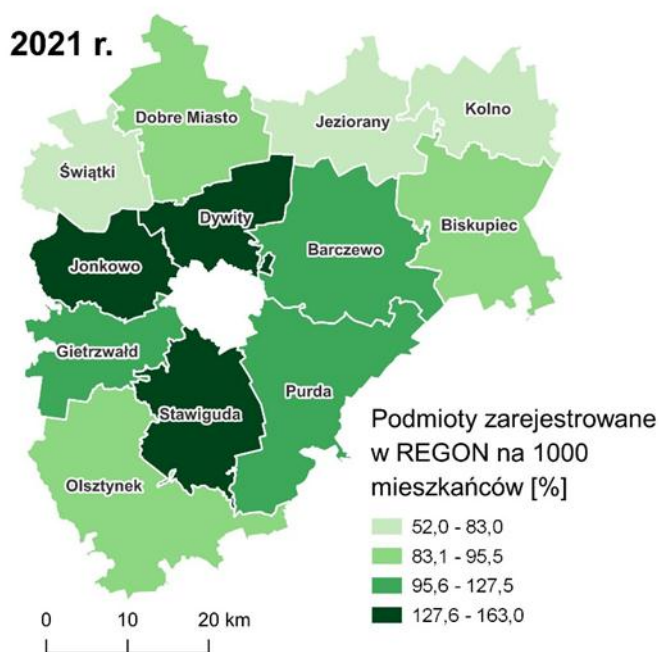 2021 r.
Dobre Miasto
Jeziorany
Kolno
Świątki
Dywity
Biskupiec
Barczewo
Jonkowo
Gietrzwałd
Purda
Stawiguda
Olsztynek
Podmioty zarejestrowane
w REGON na 1000
mieszkańców [%]
52,0 - 83,0
83,1 - 95,5
95,6 - 127,5
127,6 - 163,0
0 10 20 km